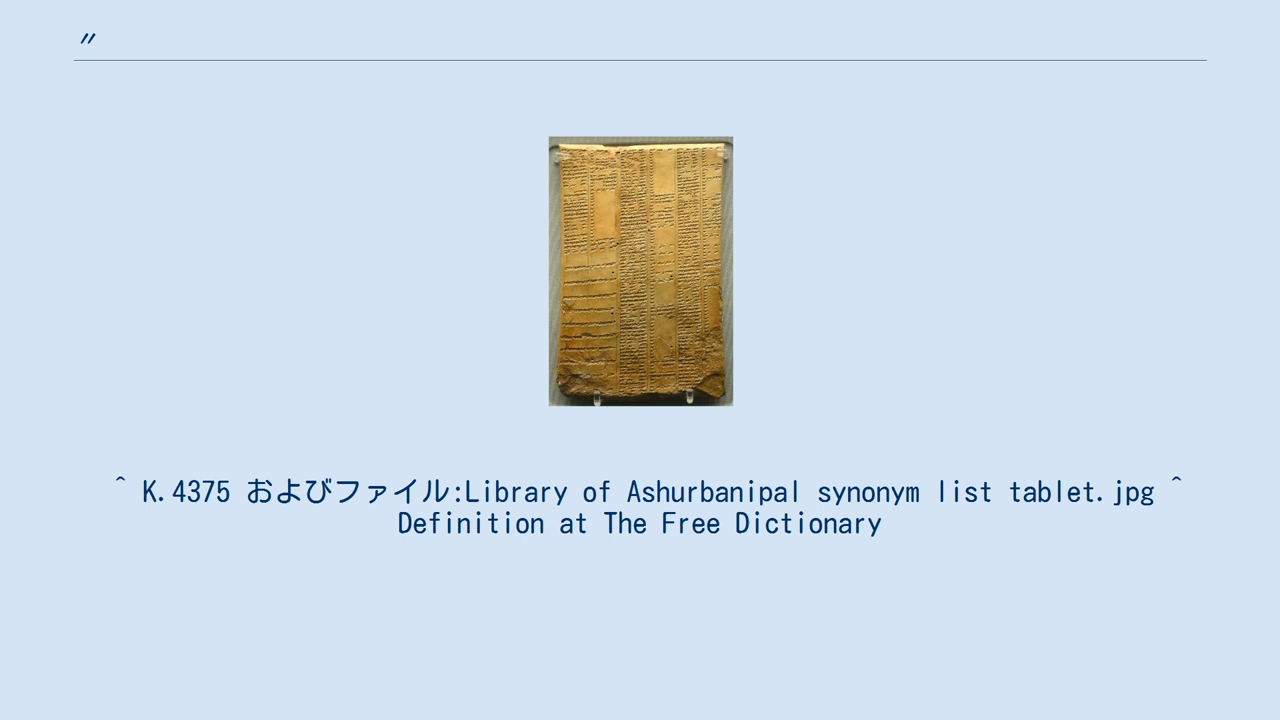 〃
^ K.4375 およびファイル:Library of Ashurbanipal synonym list tablet.jpg ^
Definition at The Free Dictionary